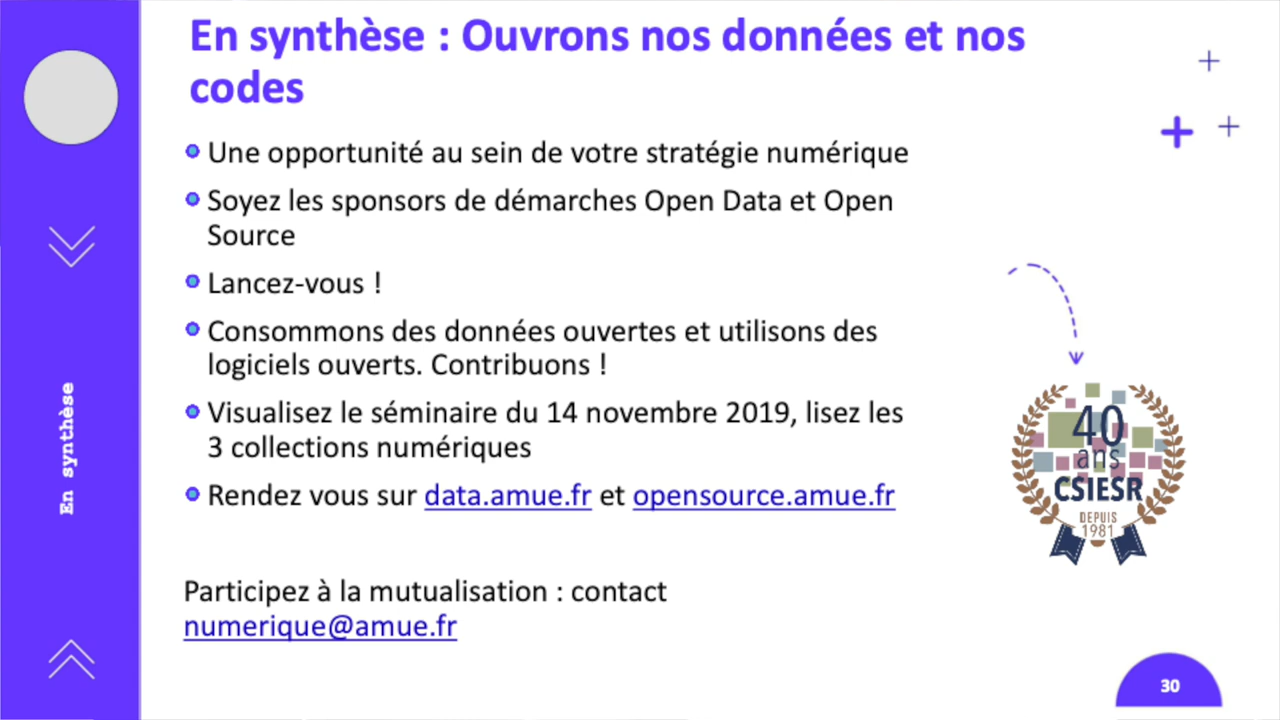 En synthèse : Ouvrons nos données et nos
codes
Une opportunité au sein de votre stratégie numérique
Soyez les sponsors de démarches Open Data et Open
Source
Lancez-vous !
Consommons des données ouvertes et utilisons des
logiciels ouverts. Contribuons !
Visualisez le séminaire du 14 novembre 2019, lisez les
3 collections numériques
Rendez vous sur data.amue.fr et opensource.amue.fr
Participez à la mutualisation : contact
numerique@amue.fr
En synthèse
40
ans
CSIESR
DEPUIS
1981
30